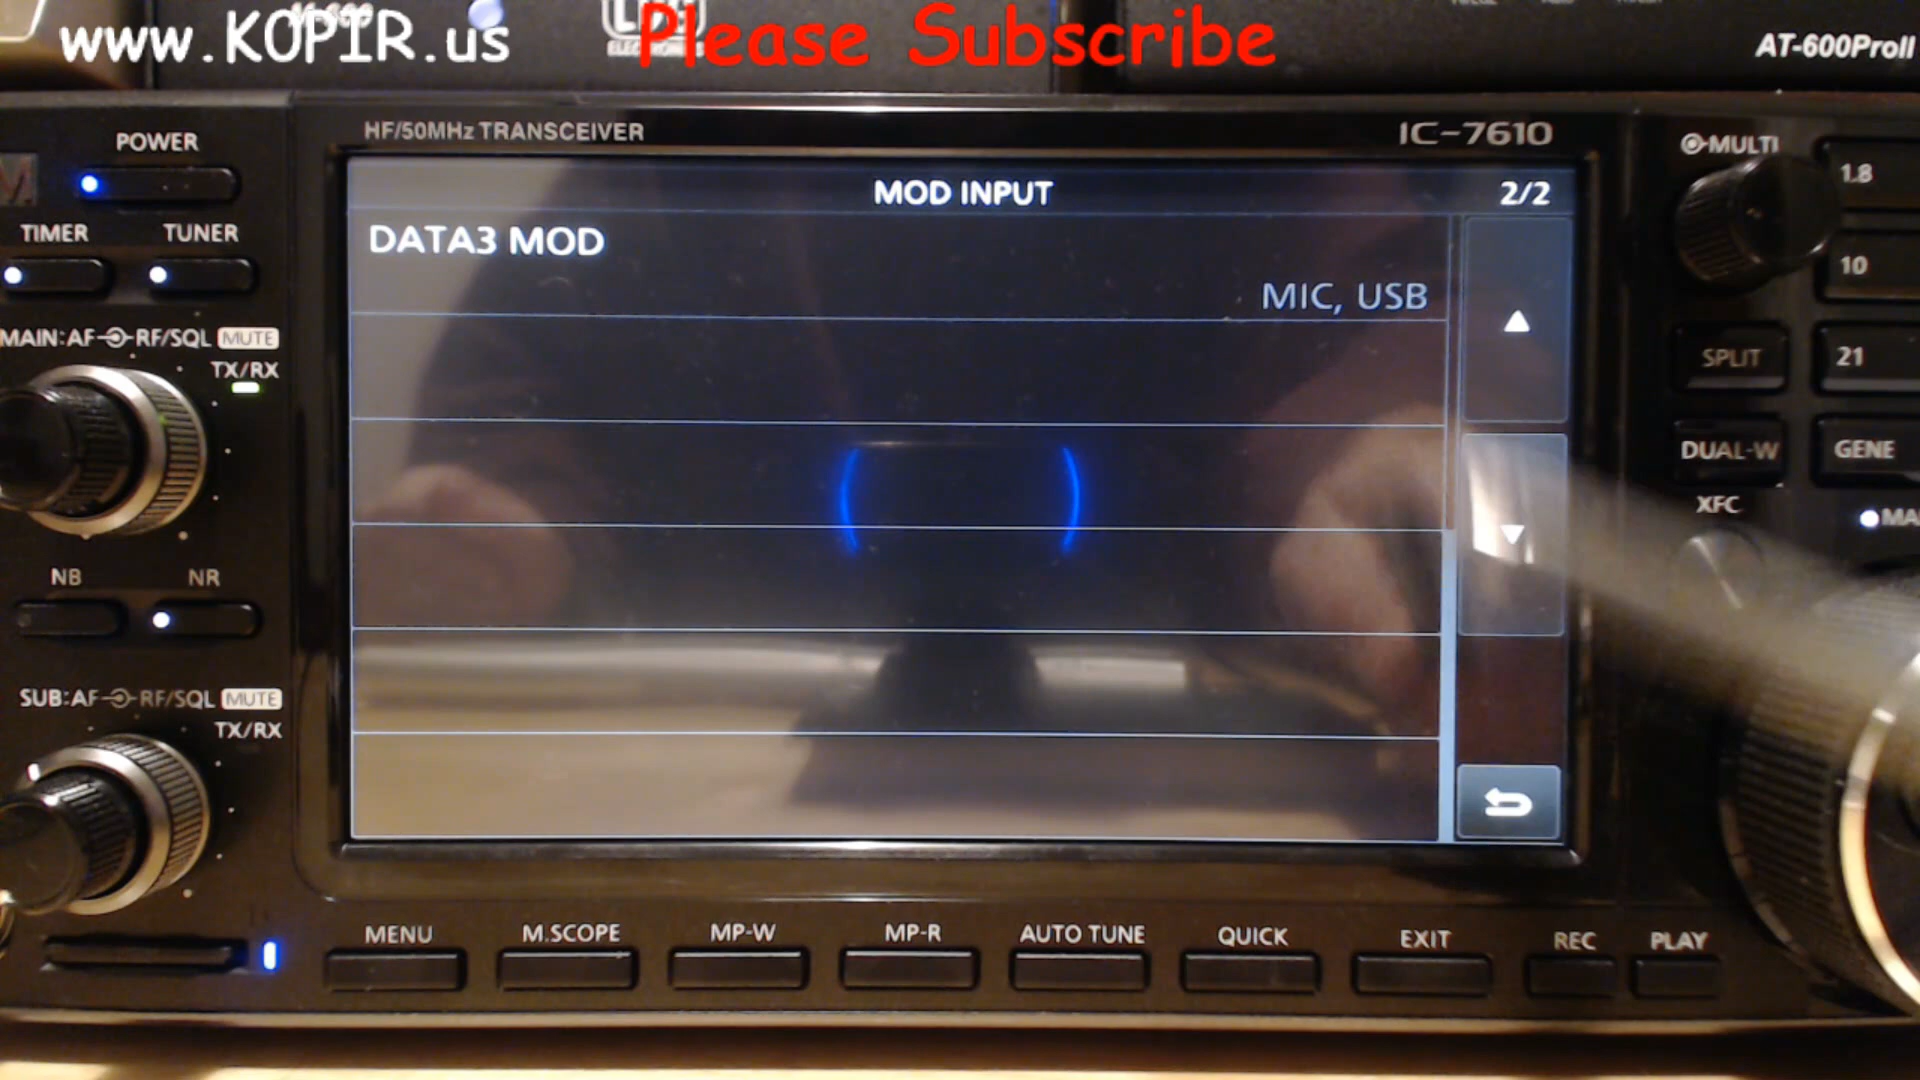 www.KOPIR.us
Please Subscribe
ELECTRONICS
AT-600ProII
HF/50MHz TRANSCEIVER
IC-7610
POWER
TIMER
TUNER
MAIN:AF RF/SQL MUTE
TX/RX
NB
NR
SUB:AF RF/SQL MUTE
TX/RX
MOD INPUT
2/2
DATA3 MOD
MIC, USB
MULTI
1.8
10
SPLIT
21
DUAL-W
GENE
XFC
MENU
M.SCOPE
MP-W
MP-R
AUTO TUNE
QUICK
EXIT
REC
PLAY